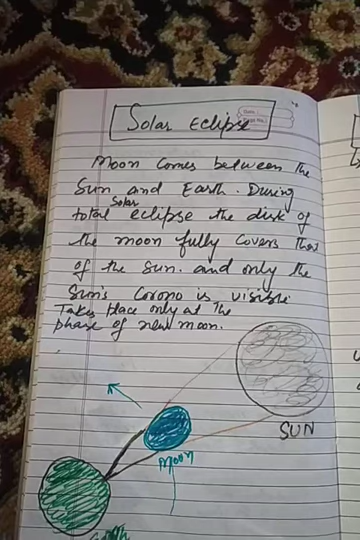 Solar Eclipse
Moon Comes between the
Sun and Earth. During
Solar
total eclipse the disk of
the moon fully covers that
of the Sun. and only the
Sun's Corono is visible.
Takes place only at the
phase of new moon.
SUN
Moon